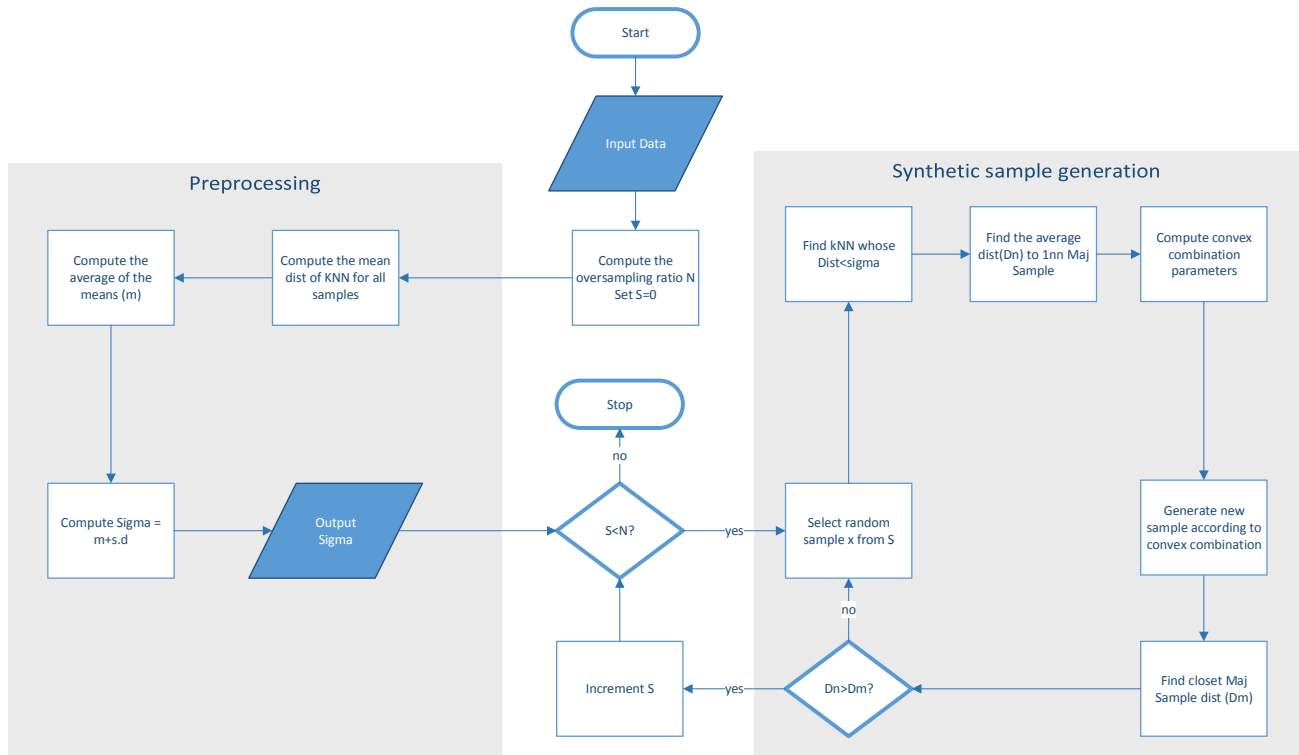 Start
Input Data
Preprocessing
Synthetic sample generation
Compute the
average of the
means (m)
Compute the mean
dist of KNN for all
samples
Compute the
oversampling ratio N
Set S=0
Find kNN whose
Dist<sigma
Find the average
dist(Dn) to 1nn Maj
Sample
Compute convex
combination
parameters
Stop
no
Compute Sigma =
m+s.d
Output
Sigma
S<N?
yes
Select random
sample x from S
Generate new
sample according to
convex combination
no
Increment S
yes
Dn>Dm?
Find closet Maj
Sample dist (Dm)